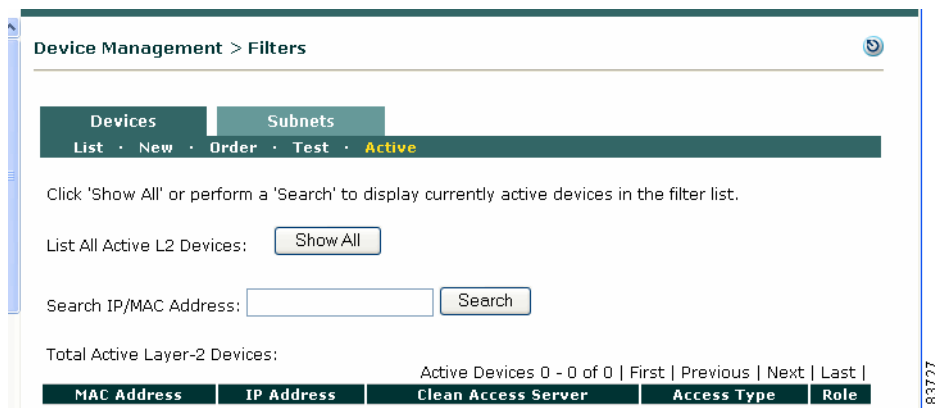 Device Management > Filters
Devices Subnets
List · New · Order · Test · Active
Click 'Show All' or perform a 'Search' to display currently active devices in the filter list.
List All Active L2 Devices: Show All
Search IP/MAC Address: Search
Total Active Layer-2 Devices:
Active Devices 0 - 0 of 0 | First | Previous | Next | Last |
MAC Address IP Address Clean Access Server Access Type Role
83727